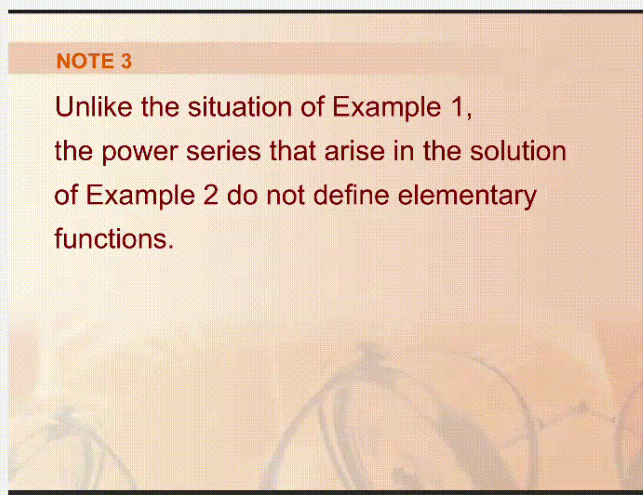 NOTE 3
Unlike the situation of Example 1,
the power series that arise in the solution
of Example 2 do not define elementary
functions.